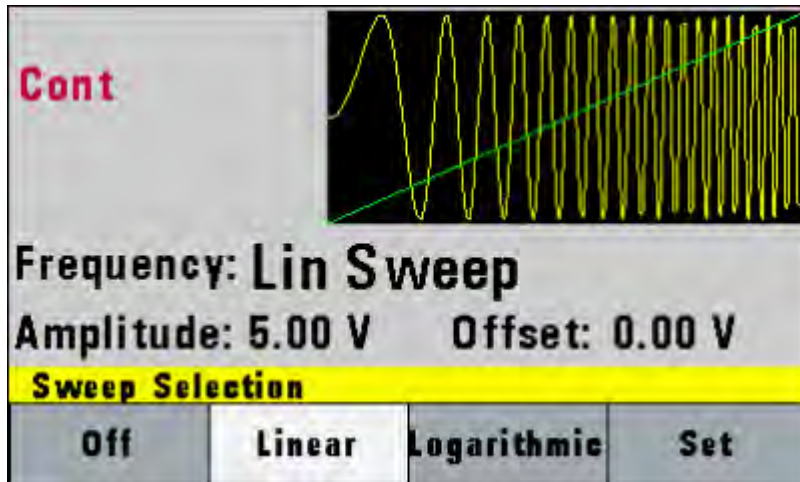 Cont
Frequency: Lin Sweep
Amplitude: 5.00 V Offset: 0.00 V
Sweep Selection
Off Linear Logarithmic Set